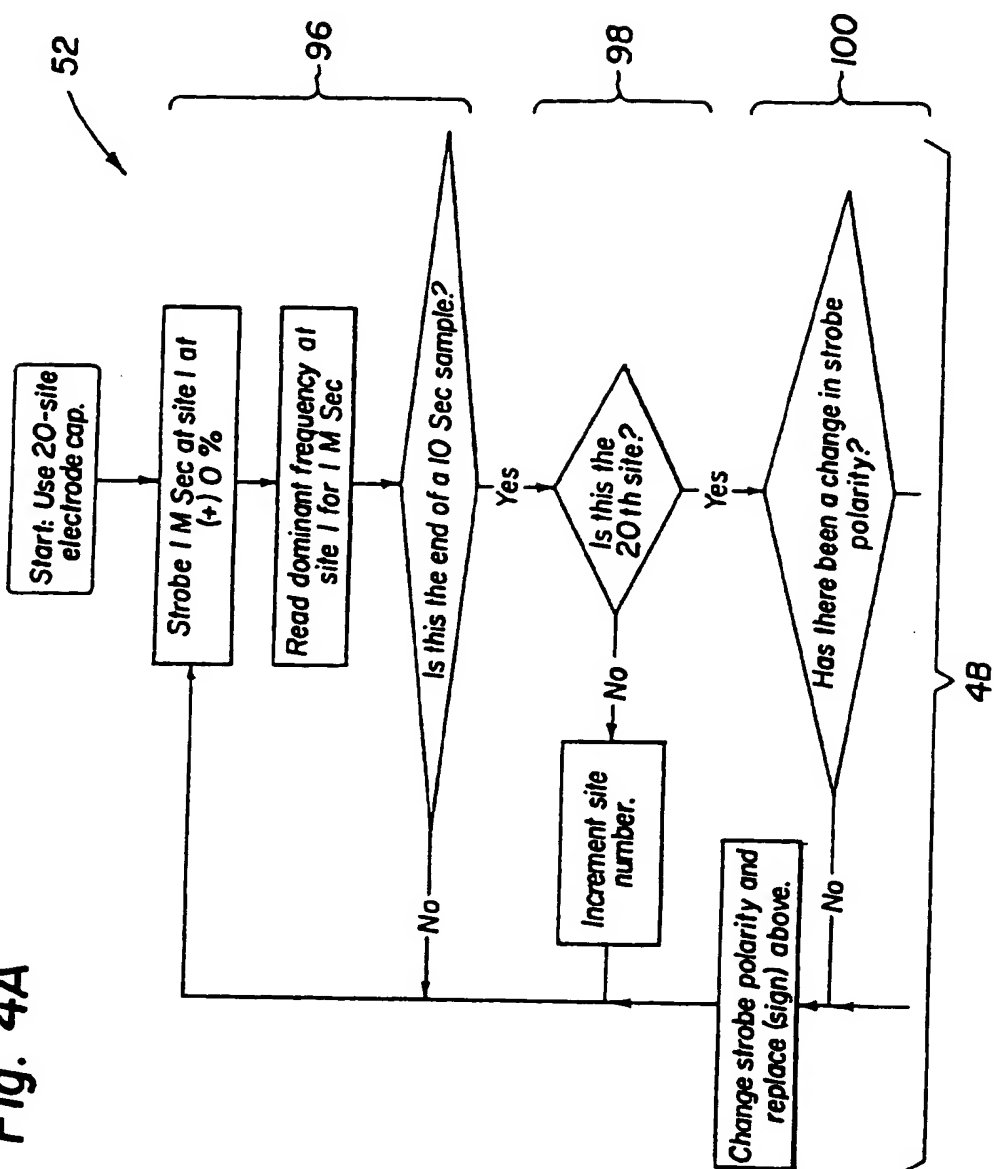 Fig. 4A
52
Start: Use 20-site
electrode cap.
96
Strobe 1 M Sec at site 1 at
(+) 0 %
Read dominant frequency at
site 1 for 1 M Sec
Is this the end of a 10 Sec sample?
No
Yes
98
Is this the
20th site?
No
Increment site
number.
Yes
100
Has there been a change in strobe
polarity?
No
Change strobe polarity and
replace (sign) above.
4B